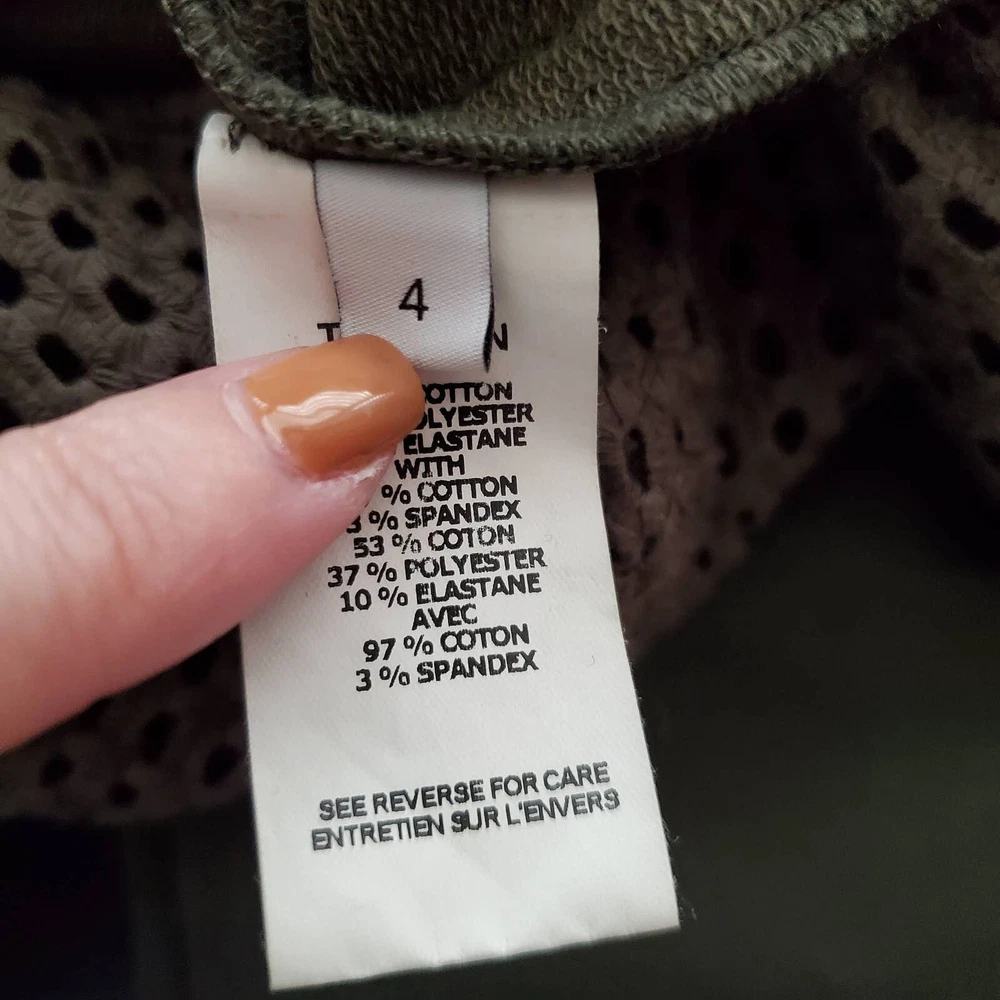 4
COTTON
POLYESTER
ELASTANE
WITH
% COTTON
3 % SPANDEX
53 % COTON
37 % POLYESTER
10 % ELASTANE
AVEC
97 % COTON
3 % SPANDEX
SEE REVERSE FOR CARE
ENTRETIEN SUR L'ENVERS